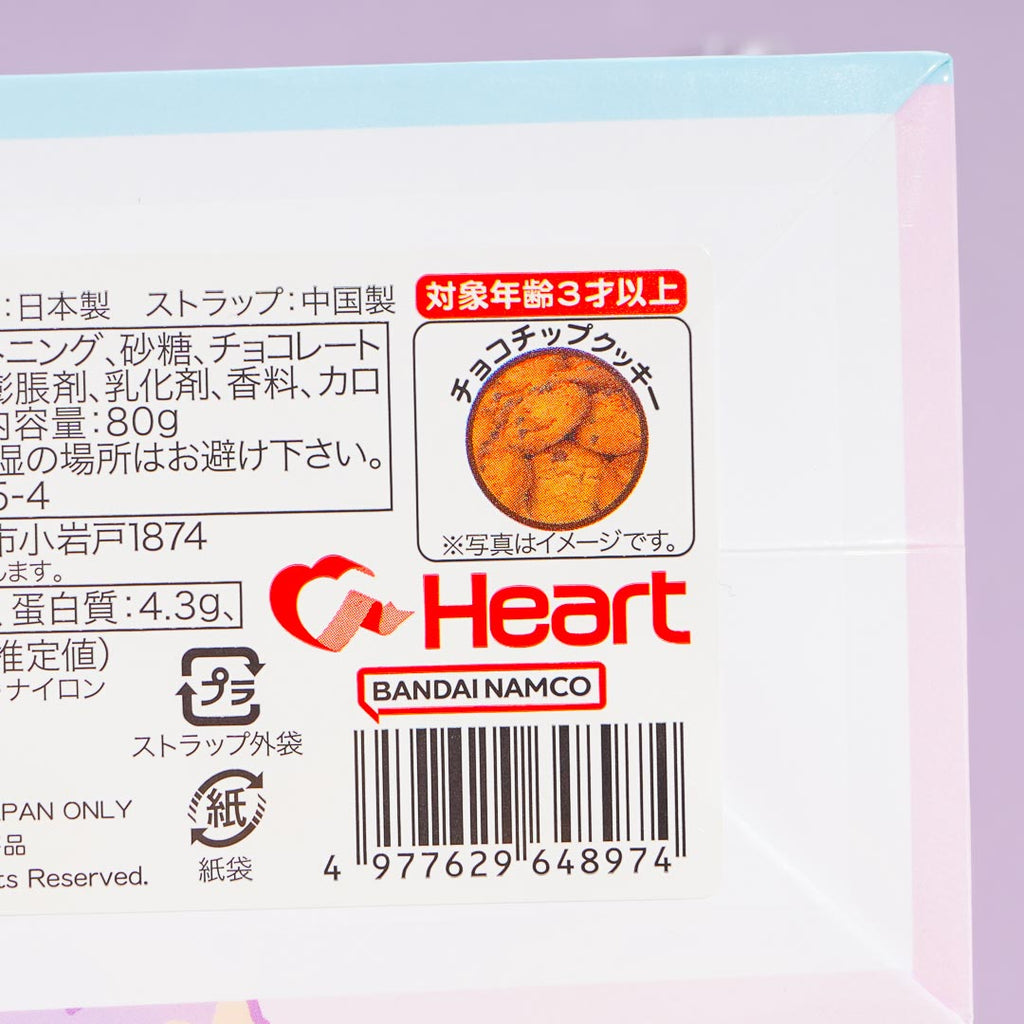 :日本製 ストラップ:中国製
対象年齢3才以上
トニング、砂糖、チョコレート
膨脹剤、乳化剤、香料、カロ
内容量:80g
湿の場所はお避け下さい。
5-4
チョコチップクッキー
※写真はイメージです。
市小岩戸1874
します。
、蛋白質:4.3g、
推定値)
・ナイロン
Heart
BANDAI NAMCO
プラ
ストラップ外袋
紙
紙袋
APAN ONLY
品
ts Reserved.
4 977629 648974